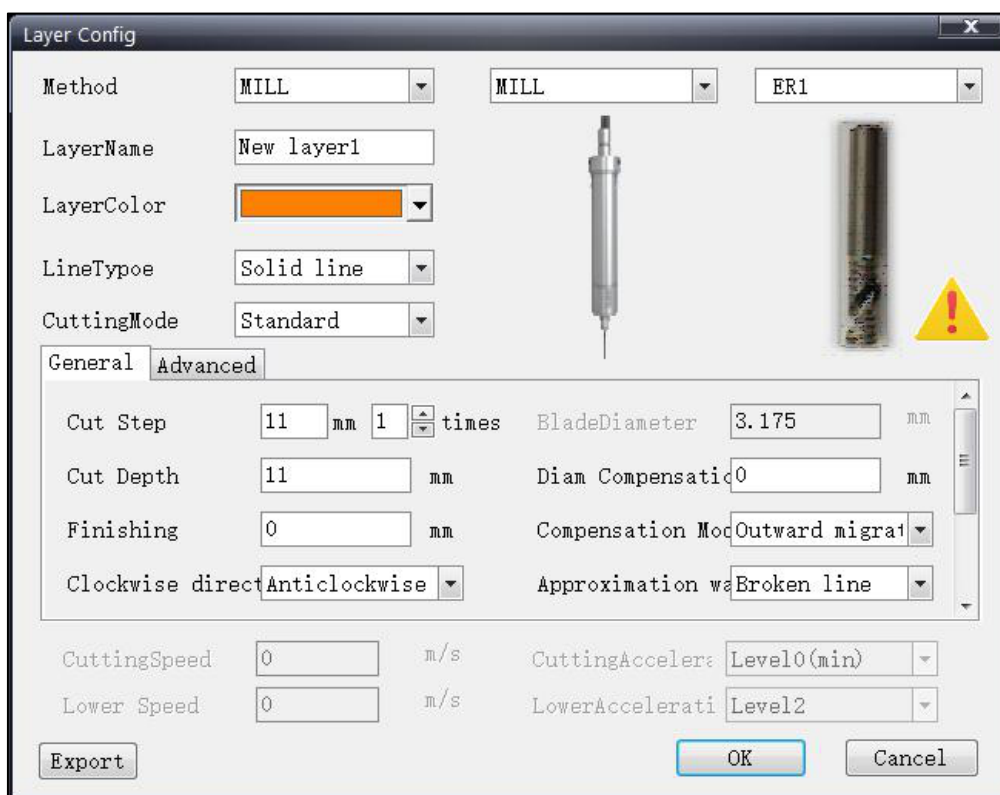 Layer Config
X
Method MILL MILL ER1
LayerName New layer1
LayerColor
LineTypoe Solid line
CuttingMode Standard
General Advanced
Cut Step 11 mm 1 times BladeDiameter 3.175 mm
Cut Depth 11 mm Diam Compensatio 0 mm
Finishing 0 mm Compensation Mod Outward migrat
Clockwise direct Anticlockwise Approximation wa Broken line
CuttingSpeed 0 m/s CuttingAccelera Level0(min)
Lower Speed 0 m/s LowerAccelerati Level2
Export OK Cancel